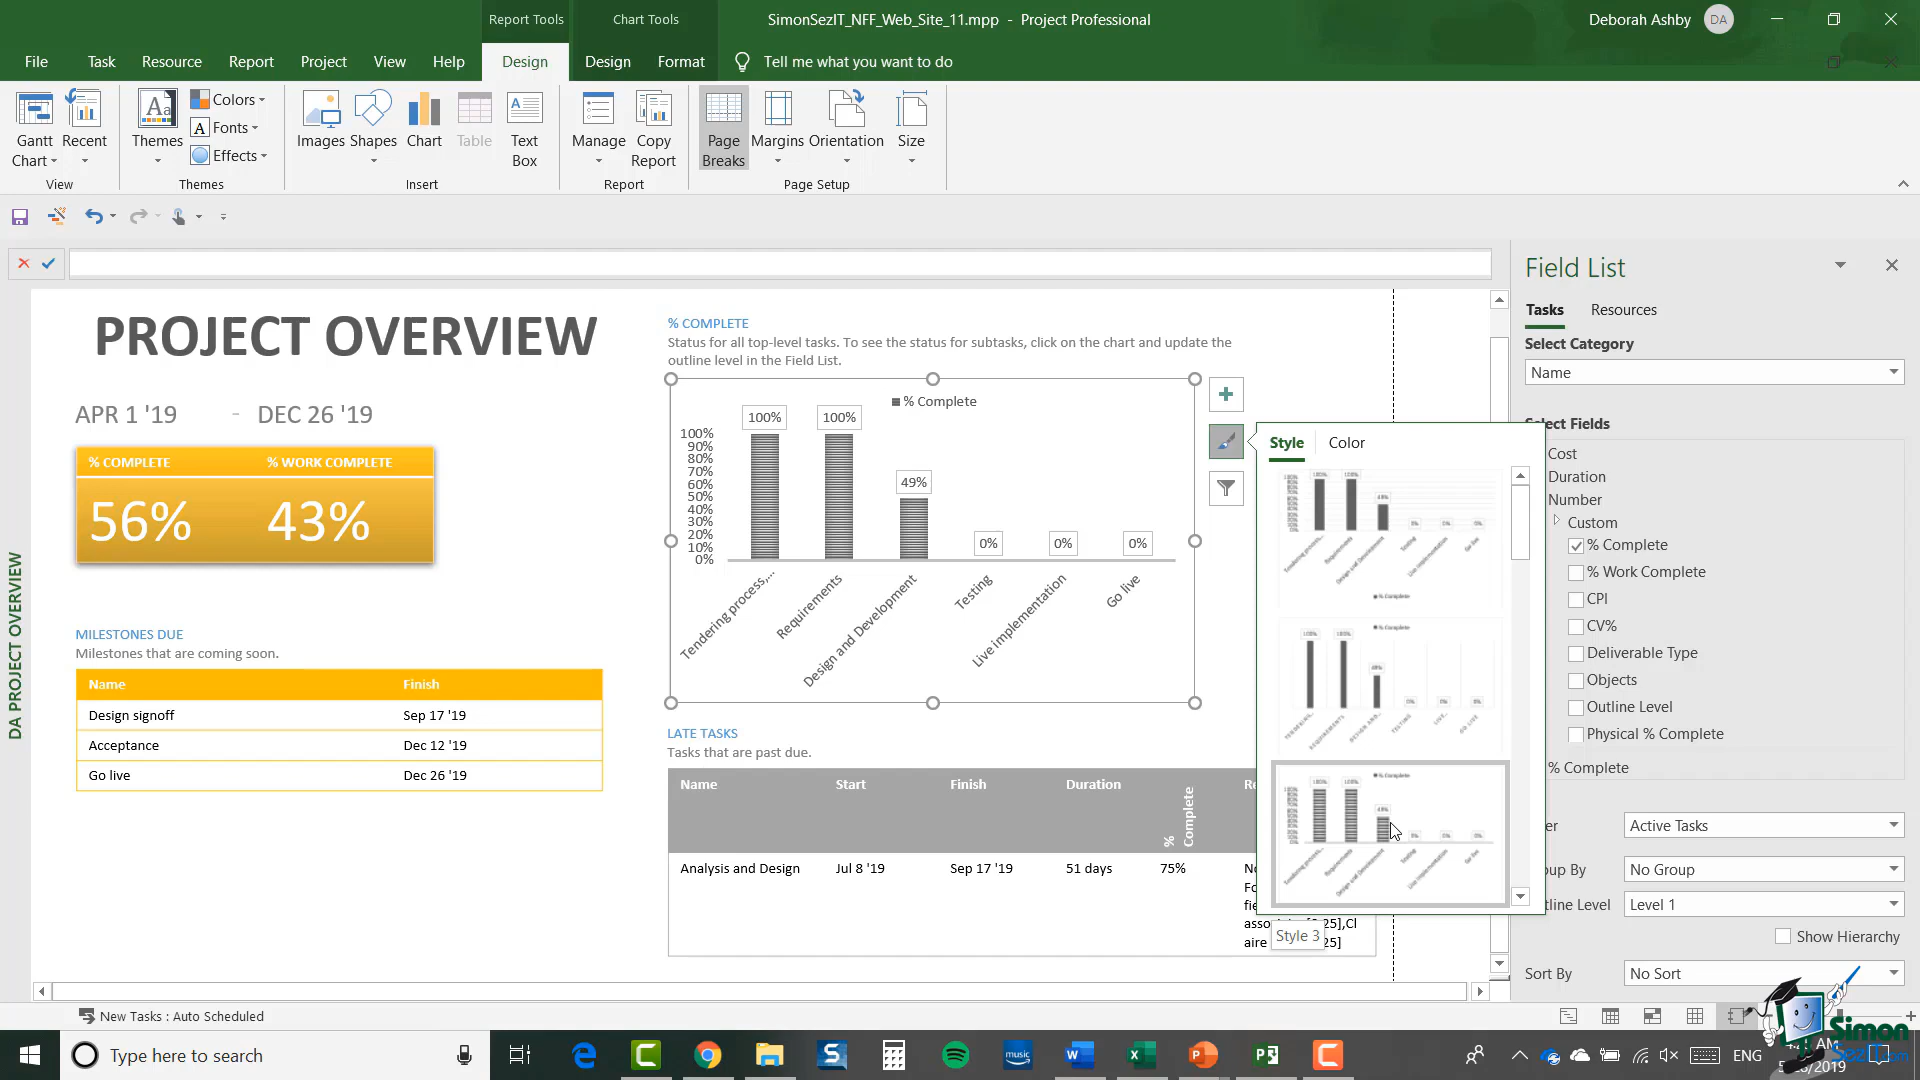 Report Tools
Chart Tools
SimonSezIT_NFF_Web_Site_11.mpp - Project Professional
Deborah Ashby
DA
File Task Resource Report Project View Help Design Design Format Tell me what you want to do
Gantt Chart
Recent
View
Themes
Colors
Fonts
Effects
Themes
Images
Shapes
Chart
Table
Text Box
Insert
Manage
Copy Report
Report
Page Breaks
Margins
Orientation
Size
Page Setup
DA PROJECT OVERVIEW
PROJECT OVERVIEW
APR 1 '19 - DEC 26 '19
% COMPLETE % WORK COMPLETE
56% 43%
MILESTONES DUE
Milestones that are coming soon.
Name Finish
Design signoff Sep 17 '19
Acceptance Dec 12 '19
Go live Dec 26 '19
% COMPLETE
Status for all top-level tasks. To see the status for subtasks, click on the chart and update the
outline level in the Field List.
% Complete
100% 100% 49% 0% 0% 0%
100%
90%
80%
70%
60%
50%
40%
30%
20%
10%
0%
Tendering process,...
Requirements
Design and Development
Testing
Live implementation
Go live
LATE TASKS
Tasks that are past due.
Name Start Finish Duration % Complete Re
Analysis and Design Jul 8 '19 Sep 17 '19 51 days 75%
Style Color
Style 3
Field List
Tasks Resources
Select Category
Name
Select Fields
Cost
Duration
Number
Custom
% Complete
% Work Complete
CPI
CV%
Deliverable Type
Objects
Outline Level
Physical % Complete
% Complete
Active Tasks
No Group
Level 1
Show Hierarchy
Sort By No Sort
New Tasks : Auto Scheduled
Type here to search
music
ENG
Simon
SezIT.com